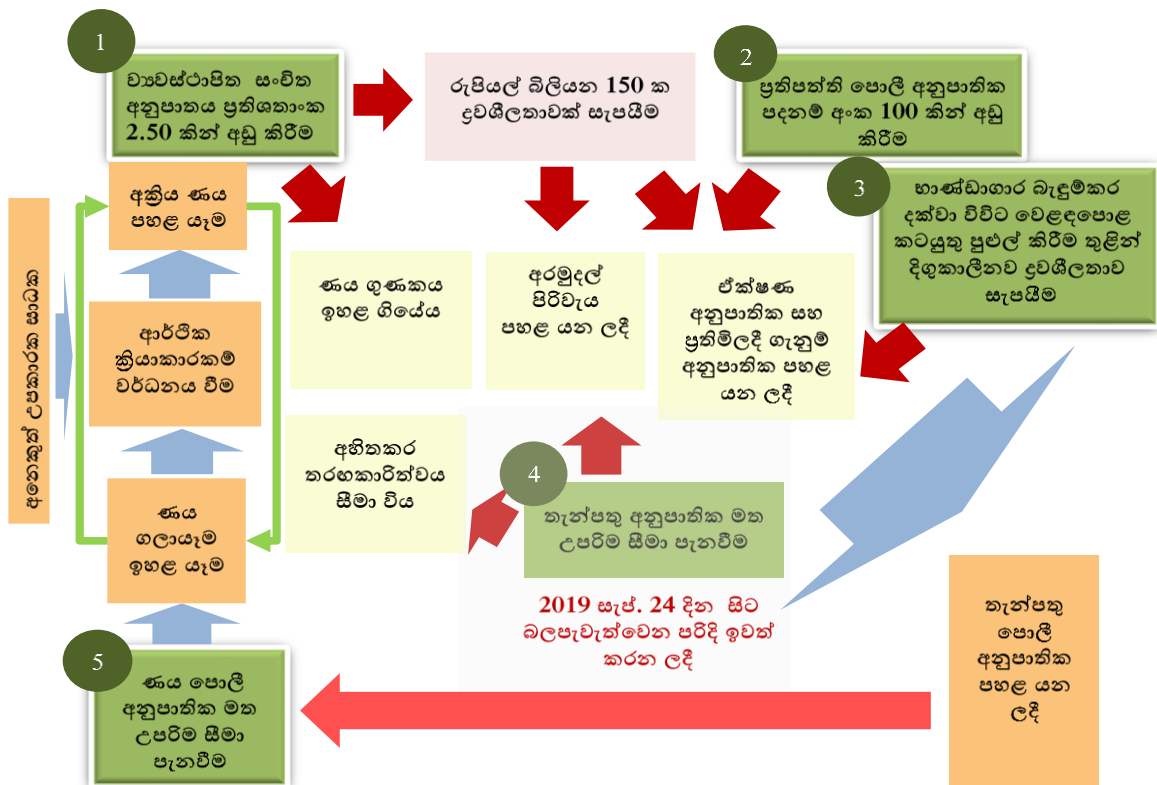 1
ව්‍යවස්ථාපිත සංචිත
අනුපාතය ප්‍රතිශතාංක
2.50 කින් අඩු කිරීම
රුපියල් බිලියන 150 ක
ද්‍රවශීලතාවක් සැපයීම
2
ප්‍රතිපත්ති පොලී අනුපාතික
පදනම් අංක 100 කින් අඩු
කිරීම
3
භාණ්ඩාගාර බැඳුම්කර
දක්වා විවිට වෙළඳපොළ
කටයුතු පුළුල් කිරීම තුළින්
දිගුකාලීනව ද්‍රවශීලතාව
සැපයීම
අක්‍රිය ණය
පහළ යෑම
ණය ගුණකය
ඉහළ ගියේය
අරමුදල්
පිරිවැය
පහළ යන ලදී
ඒක්ෂණ
අනුපාතික සහ
ප්‍රතිමිලදී ගැනුම්
අනුපාතික පහළ
යන ලදී
අනෙකුත් උපකාරක සාධක
ආර්ථික
ක්‍රියාකාරකම්
වර්ධනය වීම
අහිතකර
තරඟකාරිත්වය
සීමා විය
4
තැන්පතු අනුපාතික මත
උපරිම සීමා පැනවීම
2019 සැප්. 24 දින සිට
බලපැවැත්වෙන පරිදි ඉවත්
කරන ලදී
ණය
ගලායෑම
ඉහළ යෑම
තැන්පතු
පොලී
අනුපාතික
පහළ යන
ලදී
5
ණය පොලී
අනුපාතික මත
උපරිම සීමා
පැනවීම